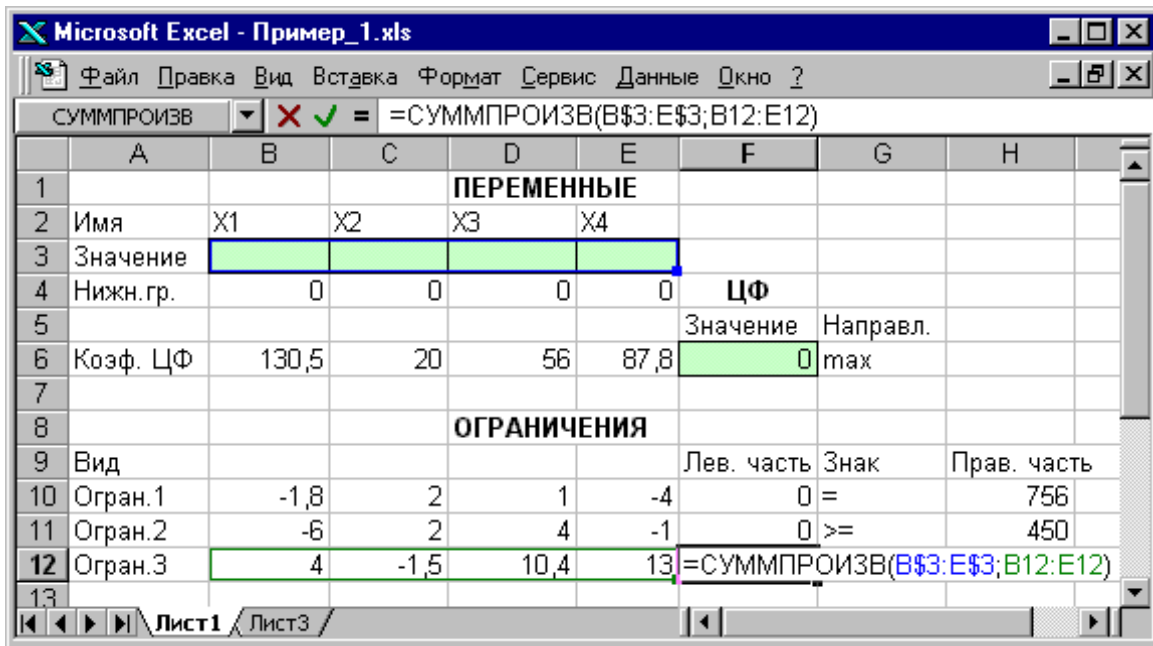 Microsoft Excel - Пример_1.xls
Файл Правка Вид Вставка Формат Сервис Данные Окно ?
СУММПРОИЗВ = =СУММПРОИЗВ(B$3:E$3;B12:E12)
A B C D E F G H
1 ПЕРЕМЕННЫЕ
2 Имя X1 X2 X3 X4
3 Значение
4 Нижн.гр. 0 0 0 0 ЦФ
5 Значение Направл.
6 Коэф. ЦФ 130,5 20 56 87,8 0 max
7
8 ОГРАНИЧЕНИЯ
9 Вид Лев. часть Знак Прав. часть
10 Огран.1 -1,8 2 1 -4 0 = 756
11 Огран.2 -6 2 4 -1 0 >= 450
12 Огран.3 4 -1,5 10,4 13 =СУММПРОИЗВ(B$3:E$3;B12:E12)
13
Лист1 Лист3